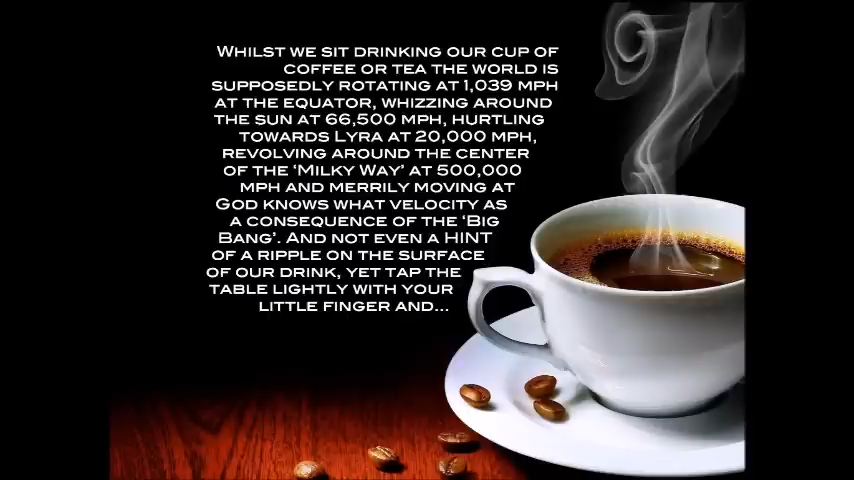 Whilst we sit drinking our cup of
coffee or tea the world is
supposedly rotating at 1,039 mph
at the equator, whizzing around
the sun at 66,500 mph, hurtling
towards Lyra at 20,000 mph,
revolving around the center
of the ‘Milky Way’ at 500,000
mph and merrily moving at
God knows what velocity as
a consequence of the ‘Big
Bang’. And not even a HINT
of a ripple on the surface
of our drink, yet tap the
table lightly with your
little finger and...